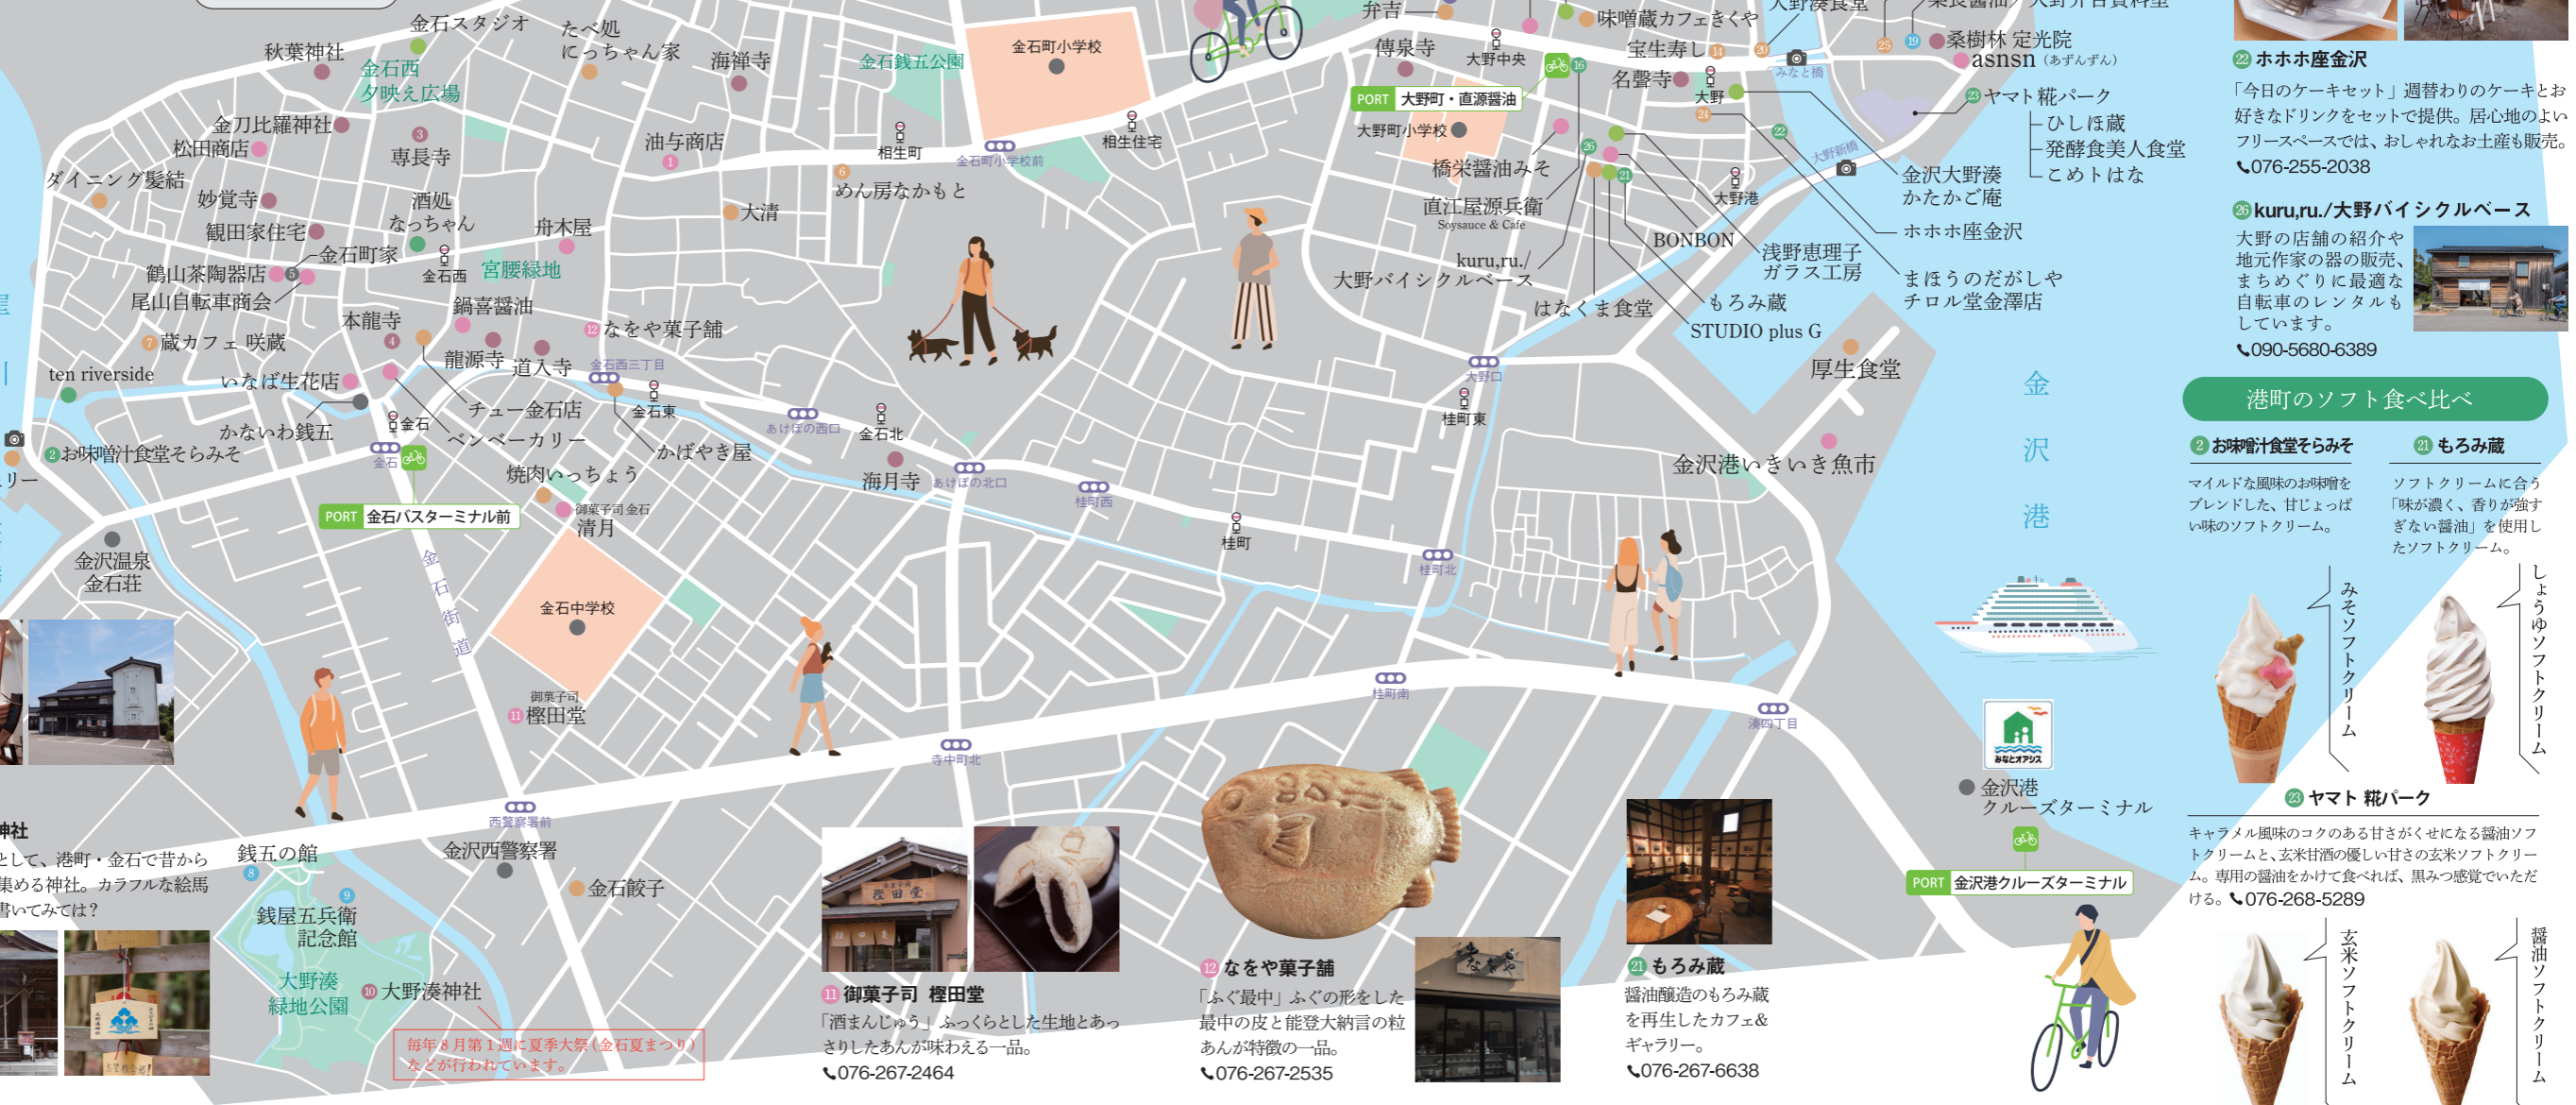 金石スタジオ
たべ処
にっちゃん家
秋葉神社
金石西
夕映え広場
海禅寺
金石銭五公園
金石町小学校
弁吉
味噌蔵カフェきくや
傳泉寺
大野中央
宝生寿し 14
20
25
19 桑樹林 定光院
asnsn（あずんずん）
みなと橋
名聲寺
16
大野
PORT 大野町・直源醤油
23 ヤマト糀パーク
ひしほ蔵
発酵食美人食堂
こめトはな
金刀比羅神社
松田商店
3
専長寺
油与商店
1
相生町
金石町小学校前
相生住宅
大野町小学校
24
22
大野新橋
ダイニング髪結
妙覚寺
酒処
なっちゃん
6
めん房なかもと
大清
橋栄醤油みそ
26
21
大野港
金沢大野湊
かたかご庵
直江屋源兵衛
Soysauce & Cafe
観田家住宅
舟木屋
金石町家
鶴山茶陶器店 5
金石西
宮腰緑地
尾山自転車商会
BONBON
ホホホ座金沢
浅野恵理子
ガラス工房
kuru,ru./
大野バイシクルベース
まほうのだがしや
チロル堂金澤店
はなくま食堂
もろみ蔵
STUDIO plus G
鍋喜醤油
本龍寺
4
12 なをや菓子舗
7 蔵カフェ 咲蔵
龍源寺
道入寺
金石西三丁目
ten riverside
いなば生花店
チュー金石店
金石東
大野口
厚生食堂
かないわ銭五
金石
ベンベーカリー
あけぼの西口
金石北
桂町東
かばやき屋
2 お味噌汁食堂そらみそ
金石
焼肉いっちょう
海月寺
あけぼの北口
桂町西
金沢港いきいき魚市
PORT 金石バスターミナル前
御菓子司 金石
清月
桂町
桂町北
金沢港
金沢温泉
金石荘
金石街道
金石中学校
御菓子司
11 樫田堂
桂町南
湊四丁目
寺中町北
西警察署前
みなとオアシス
金沢港
クルーズターミナル
PORT 金沢港クルーズターミナル
神社
として、港町・金石で昔から
集める神社。カラフルな絵馬
書いてみては？
銭五の館
8
9
銭屋五兵衛
記念館
大野湊
緑地公園
10 大野湊神社
毎年８月第１週に夏季大祭（金石夏まつり）
などが行われています。
金沢西警察署
金石餃子
11 御菓子司 樫田堂
「酒まんじゅう」ふっくらとした生地とあっ
さりしたあんが味わえる一品。
076-267-2464
12 なをや菓子舗
「ふぐ最中」ふぐの形をした
最中の皮と能登大納言の粒
あんが特徴の一品。
076-267-2535
21 もろみ蔵
醤油醸造のもろみ蔵
を再生したカフェ&
ギャラリー。
076-267-6638
22 ホホホ座金沢
「今日のケーキセット」週替わりのケーキとお
好きなドリンクをセットで提供。居心地のよい
フリースペースでは、おしゃれなお土産も販売。
076-255-2038
26 kuru,ru./大野バイシクルベース
大野の店舗の紹介や
地元作家の器の販売、
まちめぐりに最適な
自転車のレンタルも
しています。
090-5680-6389
港町のソフト食べ比べ
2 お味噌汁食堂そらみそ
マイルドな風味のお味噌を
ブレンドした、甘じょっぱ
い味のソフトクリーム。
21 もろみ蔵
ソフトクリームに合う
「味が濃く、香りが強す
ぎない醤油」を使用し
たソフトクリーム。
みそソフトクリーム
しょうゆソフトクリーム
23 ヤマト 糀パーク
キャラメル風味のコクのある甘さがくせになる醤油ソフ
トクリームと、玄米甘酒の優しい甘さの玄米ソフトクリー
ム。専用の醤油をかけて食べれば、黒みつ感覚でいただ
ける。 076-268-5289
玄米ソフトクリーム
醤油ソフトクリーム